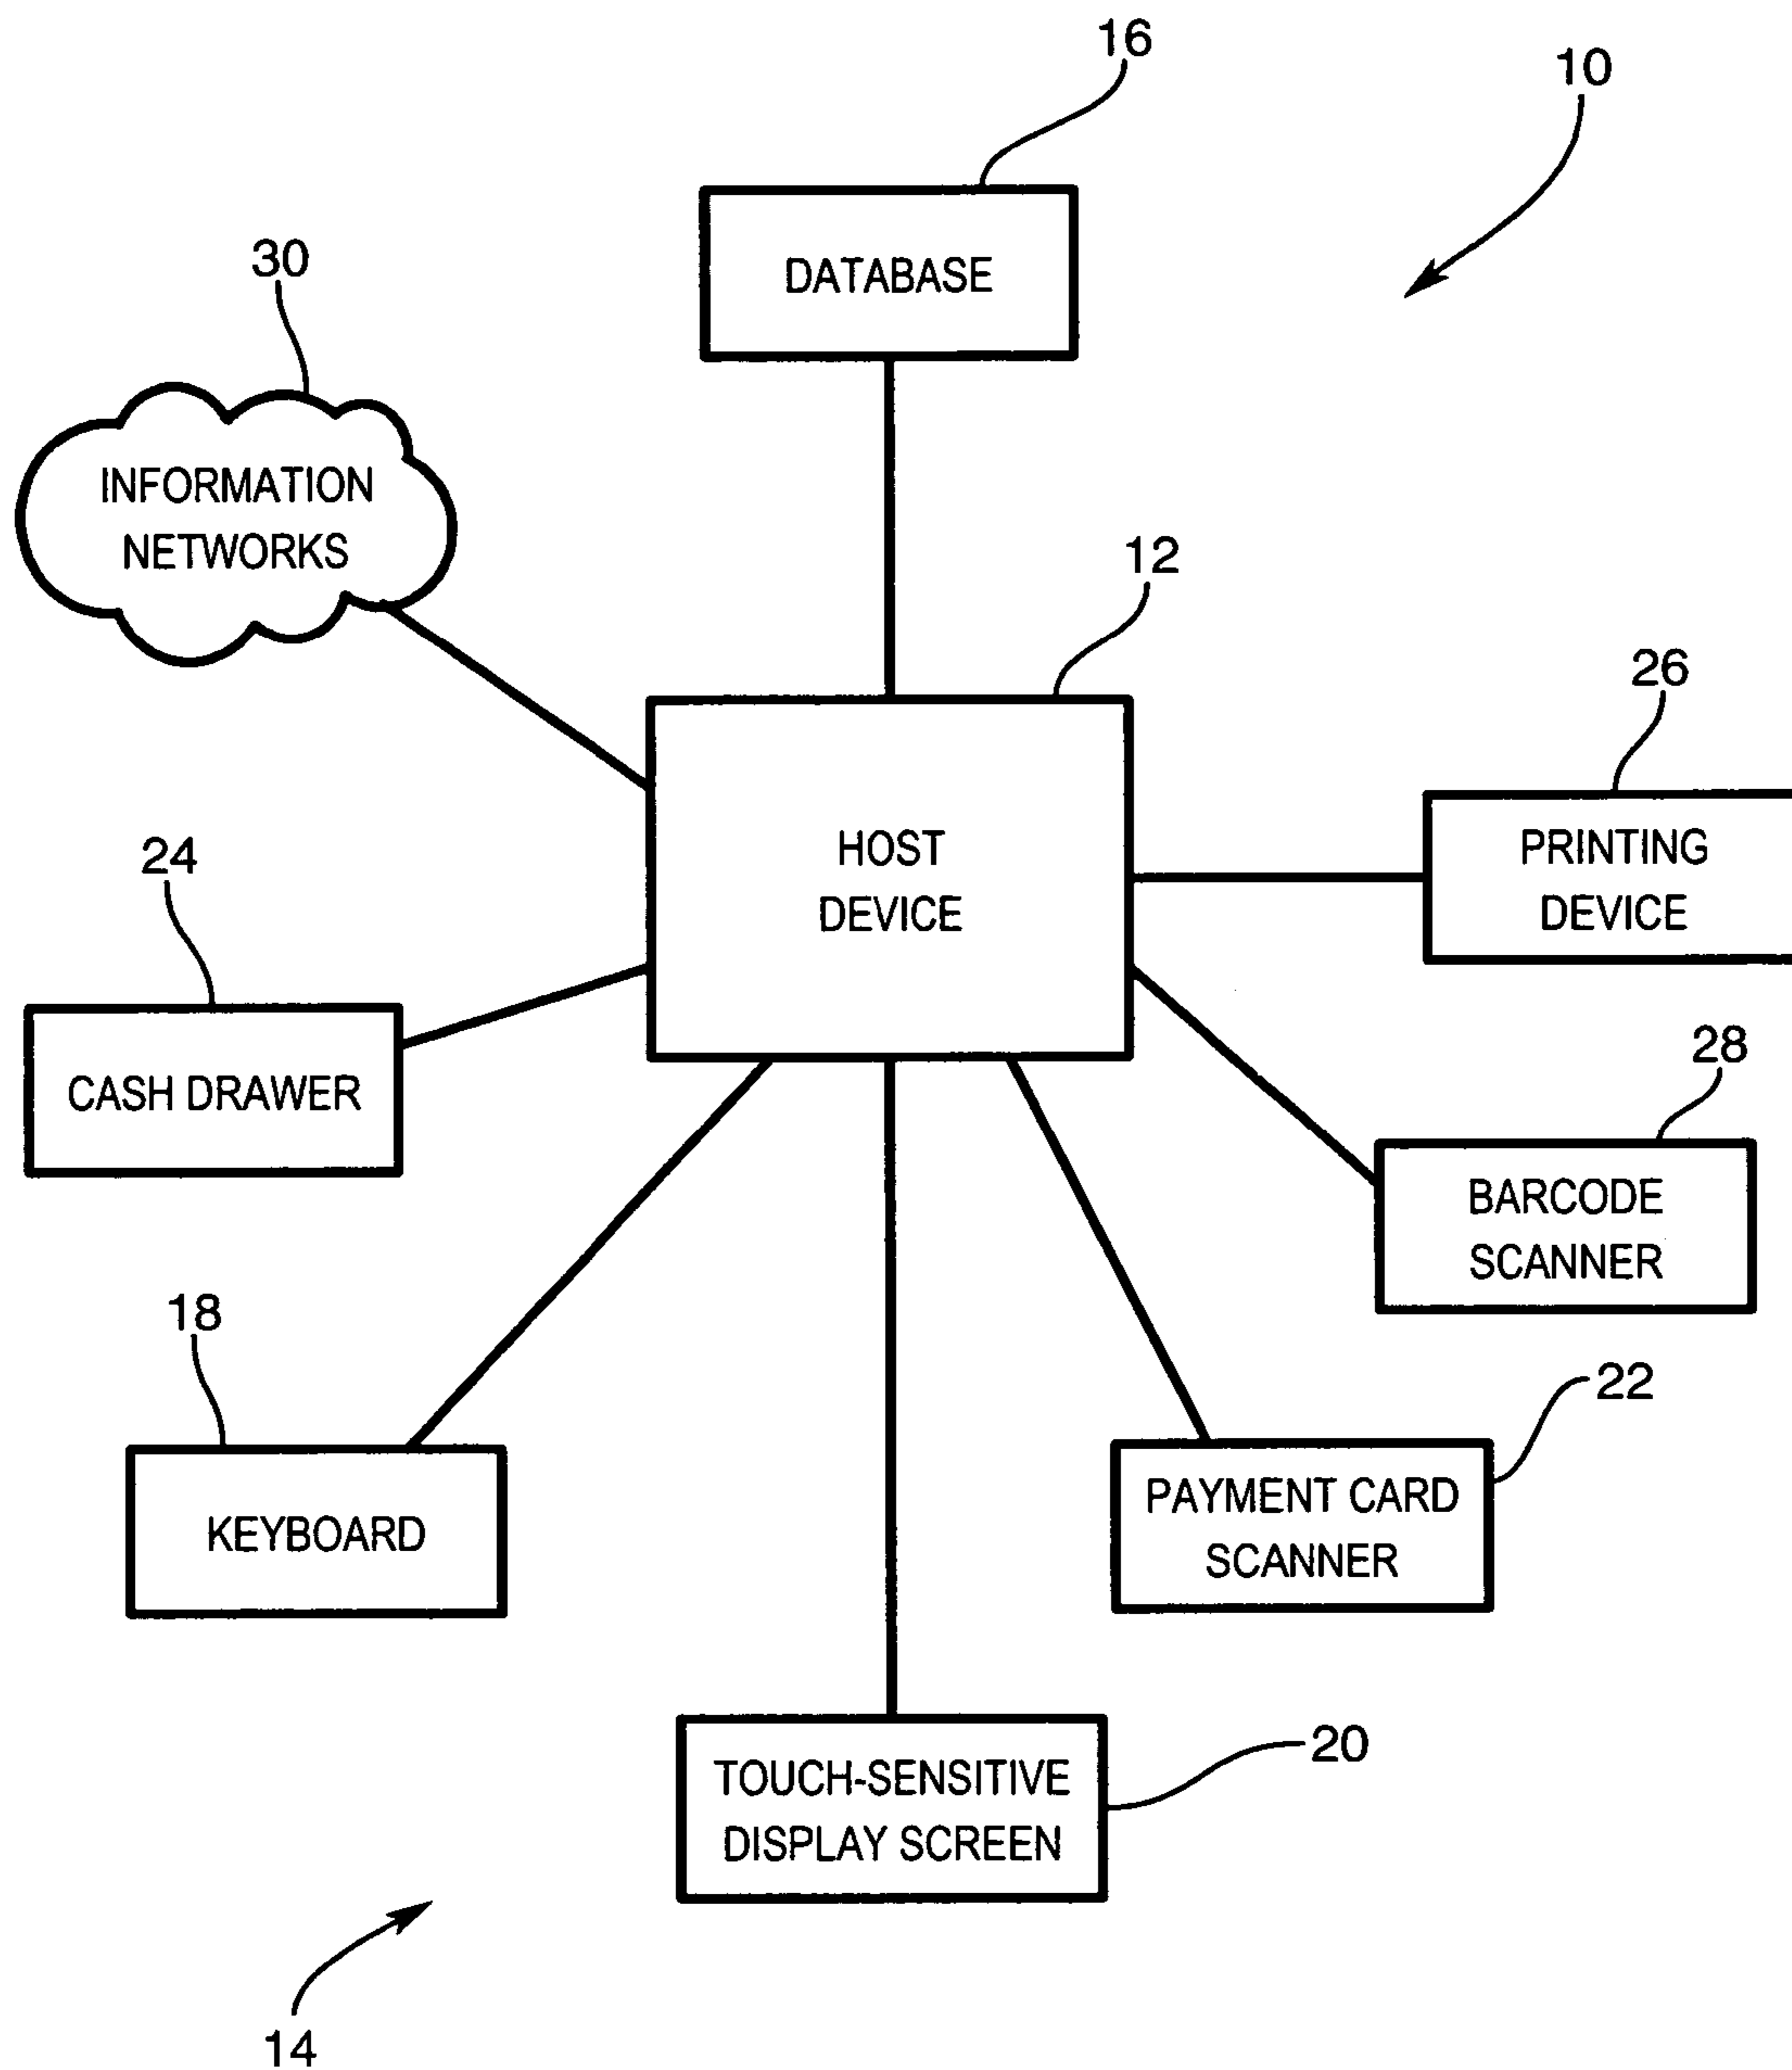 16
10
DATABASE
30
INFORMATION
NETWORKS
12
HOST
DEVICE
26
PRINTING
DEVICE
24
CASH DRAWER
28
BARCODE
SCANNER
18
KEYBOARD
22
PAYMENT CARD
SCANNER
20
TOUCH-SENSITIVE
DISPLAY SCREEN
14